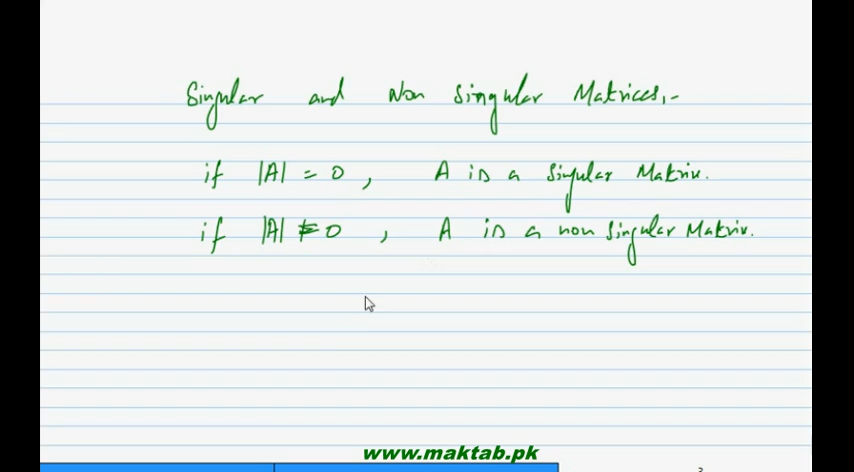 Singular and Non Singular Matrices,-
if |A| = 0, A is a Singular Matrix.
if |A| ≠ 0, A is a non Singular Matrix.
www.maktab.pk